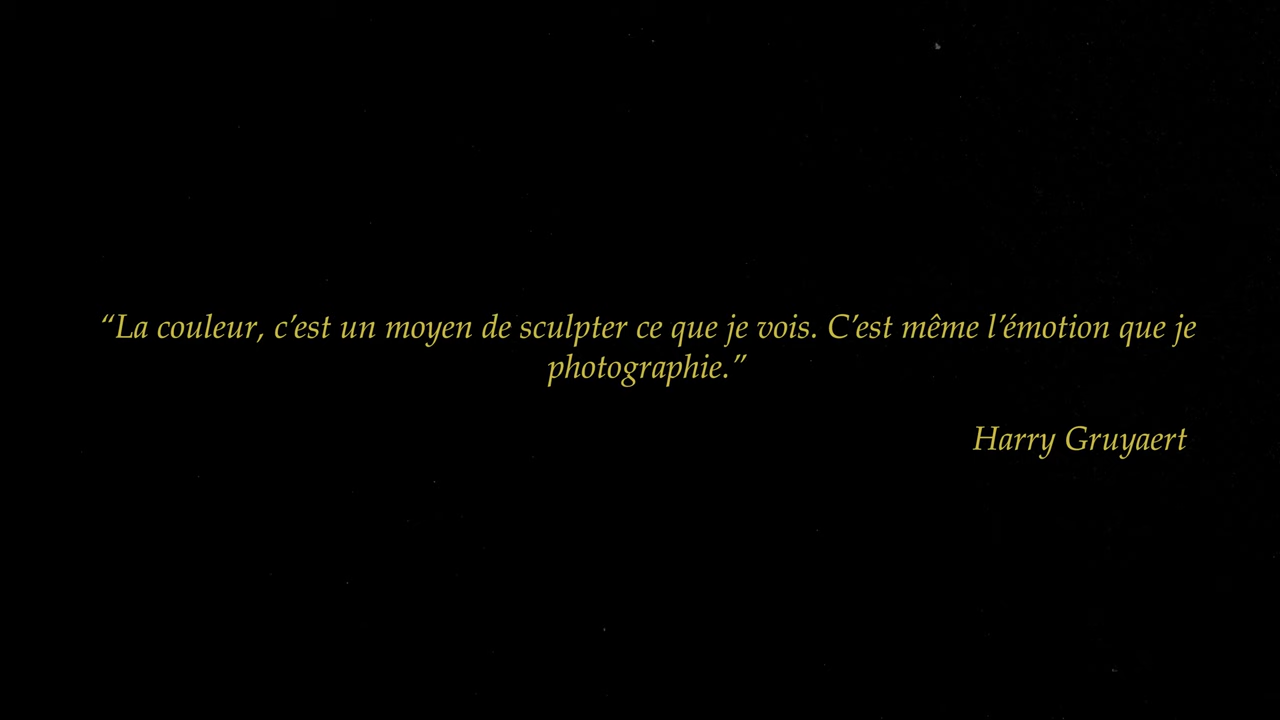 “La couleur, c’est un moyen de sculpter ce que je vois. C’est même l’émotion que je
photographie.”
Harry Gruyaert